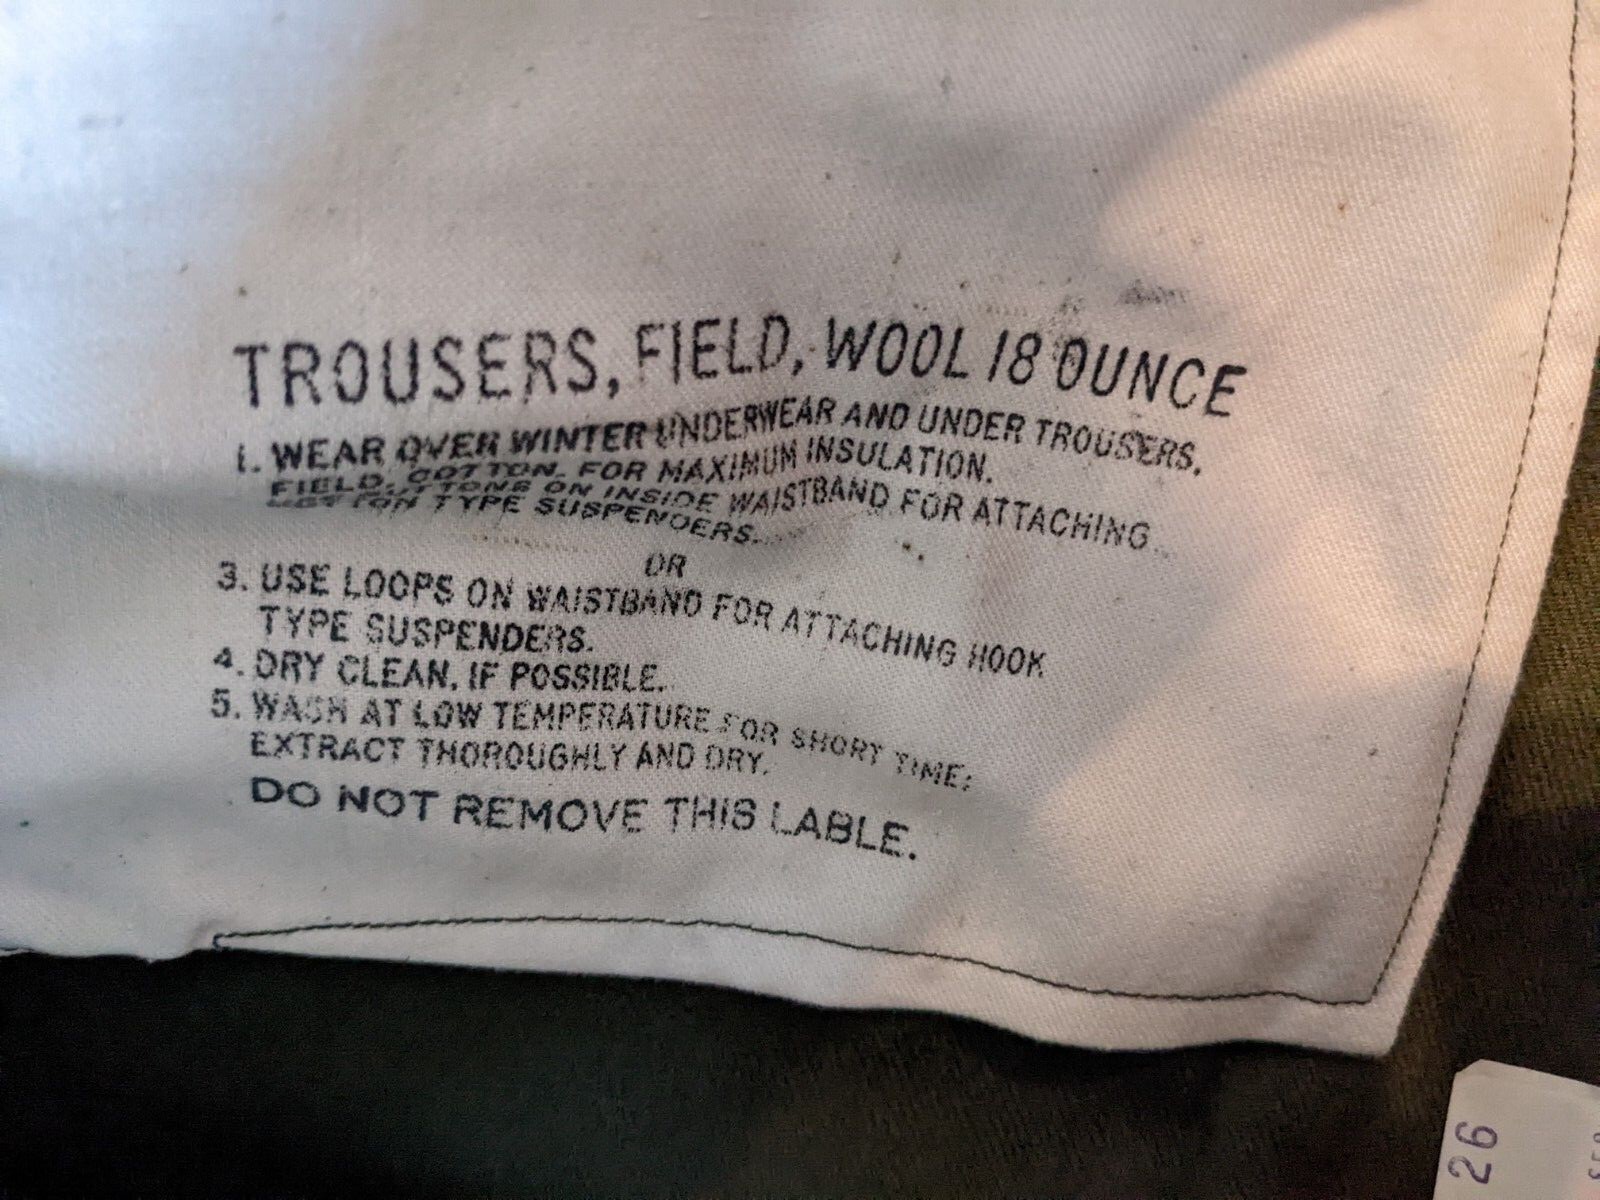 TROUSERS, FIELD, WOOL 18 OUNCE
1. WEAR OVER WINTER UNDERWEAR AND UNDER TROUSERS,
FIELD, COTTON, FOR MAXIMUM INSULATION.
ON INSIDE WAISTBAND FOR ATTACHING
TYPE SUSPENDERS.
OR
3. USE LOOPS ON WAISTBAND FOR ATTACHING HOOK
TYPE SUSPENDERS.
4. DRY CLEAN, IF POSSIBLE.
5. WASH AT LOW TEMPERATURE FOR SHORT TIME;
EXTRACT THOROUGHLY AND DRY.
DO NOT REMOVE THIS LABLE.
26